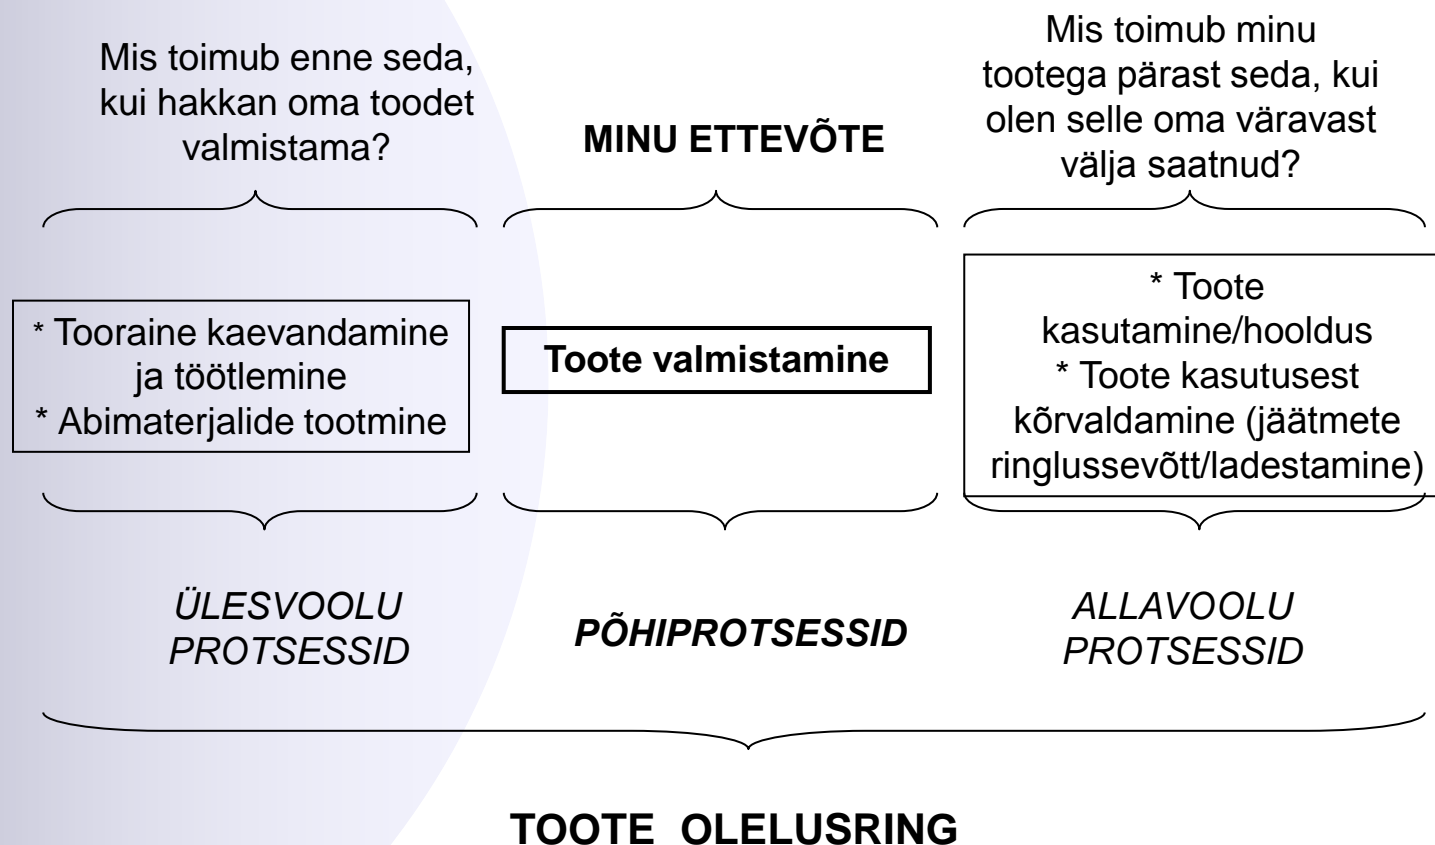 Mis toimub enne seda,
kui hakkan oma toodet
valmistama?
MINU ETTEVÕTE
Mis toimub minu
tootega pärast seda, kui
olen selle oma väravast
välja saatnud?
* Tooraine kaevandamine
ja töötlemine
* Abimaterjalide tootmine
Toote valmistamine
* Toote
kasutamine/hooldus
* Toote kasutusest
kõrvaldamine (jäätmete
ringlussevõtt/ladestamine)
ÜLESVOOLU
PROTSESSID
PÕHIPROTSESSID
ALLAVOOLU
PROTSESSID
TOOTE OLELUSRING